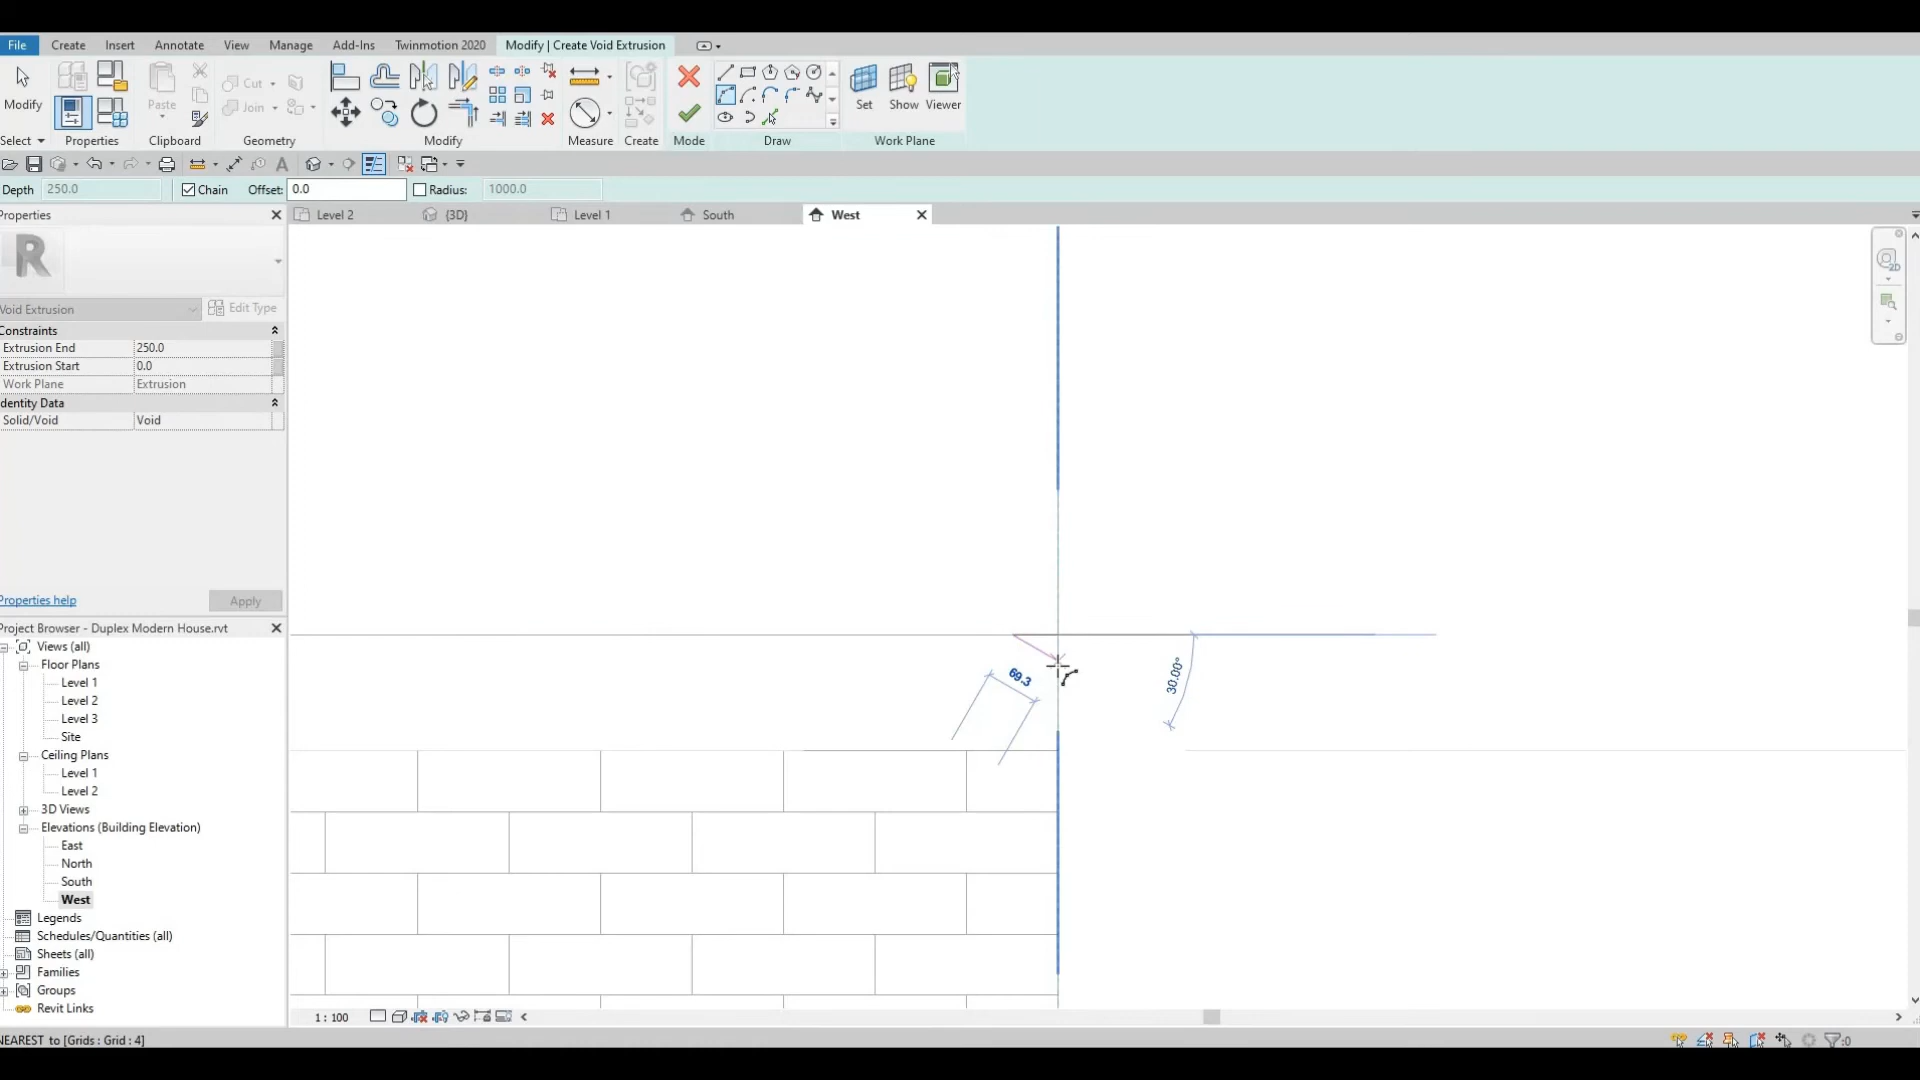 File Create Insert Annotate View Manage Add-Ins Twinmotion 2020 Modify | Create Void Extrusion
Modify Paste Cut Join Set Show Viewer
Select Properties Clipboard Geometry Modify Measure Create Mode Draw Work Plane
Depth 250.0 Chain Offset: 0.0 Radius: 1000.0
Properties
Level 2 {3D} Level 1 South West
R
Void Extrusion Edit Type
Constraints
Extrusion End 250.0
Extrusion Start 0.0
Work Plane Extrusion
Identity Data
Solid/Void Void
Properties help Apply
Project Browser - Duplex Modern House.rvt
Views (all)
Floor Plans
Level 1
Level 2
Level 3
Site
Ceiling Plans
Level 1
Level 2
3D Views
Elevations (Building Elevation)
East
North
South
West
Legends
Schedules/Quantities (all)
Sheets (all)
Families
Groups
Revit Links
69.3
30.00°
2D
1 : 100
NEAREST to [Grids : Grid : 4]
:0